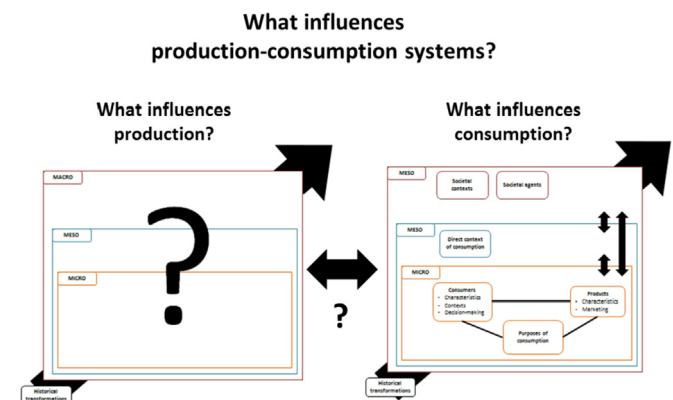 What influences
production-consumption systems?
What influences
production?
What influences
consumption?
MACRO
MESO
MICRO
?
Historical
transformations
?
MESO
Societal
contexts
Societal agents
MESO
Direct context
of consumption
MICRO
Consumers
• Characteristics
• Contexts
• Decision-making
Products
• Characteristics
• Marketing
Purposes of
consumption
Historical
transformations